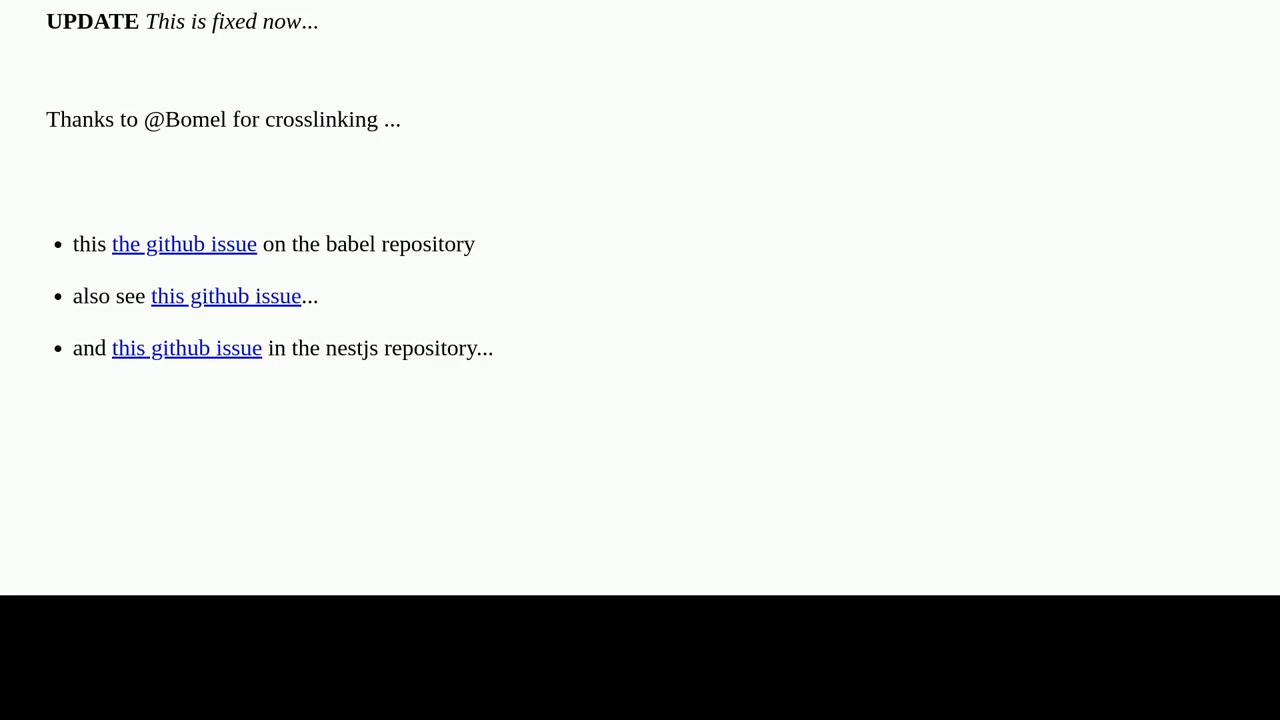 UPDATE This is fixed now...
Thanks to @Bomel for crosslinking ...
• this the github issue on the babel repository
• also see this github issue...
• and this github issue in the nestjs repository...